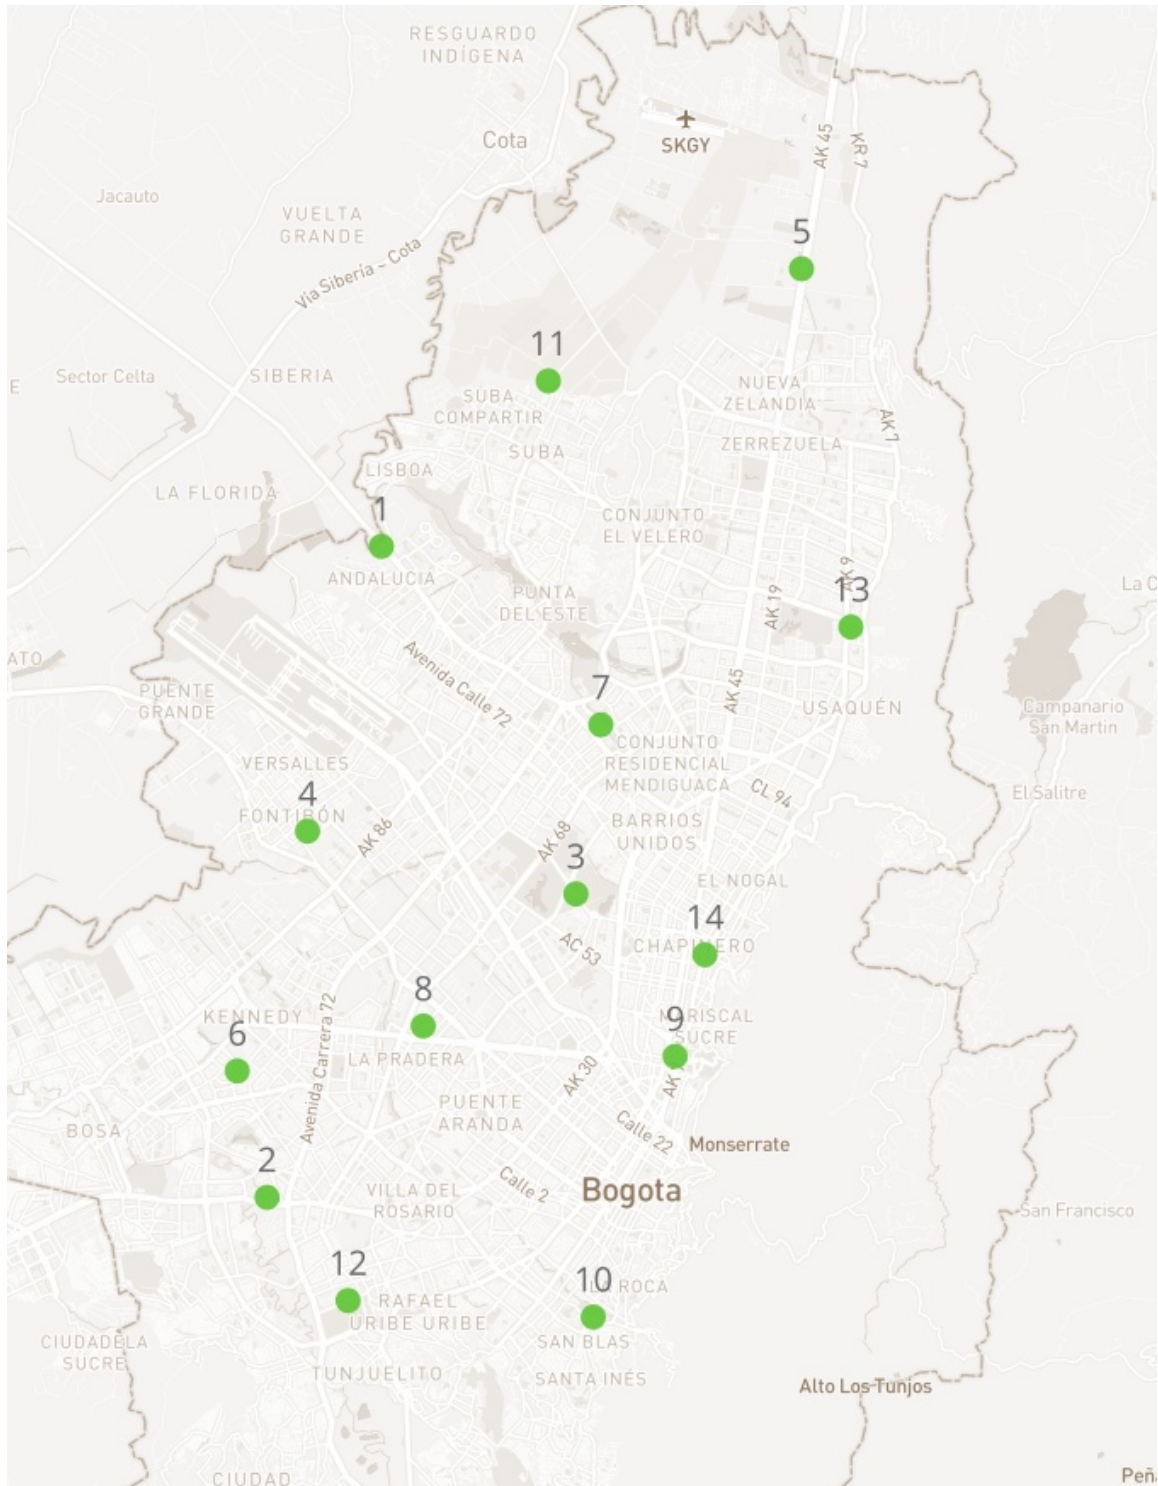 RESGUARDO
INDÍGENA
Cota
SKGY
AK 45
KR 7
Jacauto
VUELTA
GRANDE
Vía Sibería - Cota
5
11
Sector Celta
SIBERIA
E
SUBA
COMPARTIR
NUEVA
ZELANDIA
AK 7
SUBA
ZERREZUELA
LISBOA
LA FLORIDA
1
CONJUNTO
EL VELERO
ANDALUCIA
PUNTA
DEL ESTE
AK 19
AK 9
13
La C
ATO
Avenida Calle 72
PUENTE
GRANDE
7
AK 45
USAQUÉN
Campanario
San Martin
CONJUNTO
RESIDENCIAL
MENDIGUACA
VERSALLES
CL 94
El Salitre
4
FONTIBÓN
AK 86
AK 68
BARRIOS
UNIDOS
3
EL NOGAL
14
CHAPINERO
AC 53
8
KENNEDY
Avenida Carrera 72
9
MARISCAL
SUCRE
6
LA PRADERA
AK 30
AK
PUENTE
ARANDA
BOSA
Calle 22
Monserrate
2
VILLA DEL
ROSARIO
Calle 2
Bogota
San Francisco
12
10
LA ROCA
RAFAEL
URIBE URIBE
SAN BLAS
CIUDADELA
SUCRE
TUNJUELITO
SANTA INÉS
Alto Los Tunjos
CIUDAD
Peña